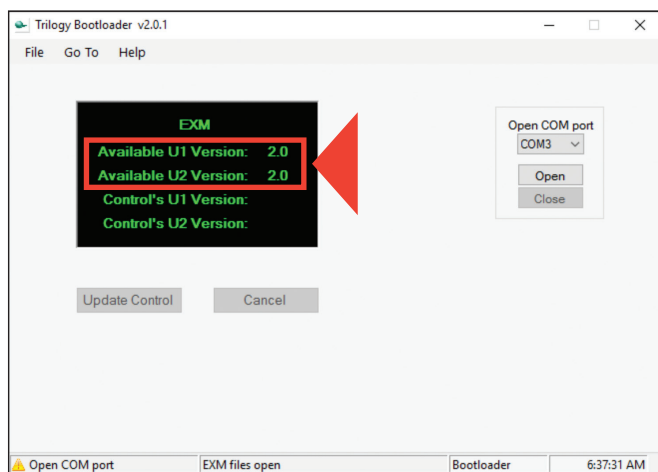 Trilogy Bootloader v2.0.1
File Go To Help
EXM
Available U1 Version: 2.0
Available U2 Version: 2.0
Control's U1 Version:
Control's U2 Version:
Open COM port
COM3
Open
Close
Update Control Cancel
Open COM port EXM files open Bootloader 6:37:31 AM